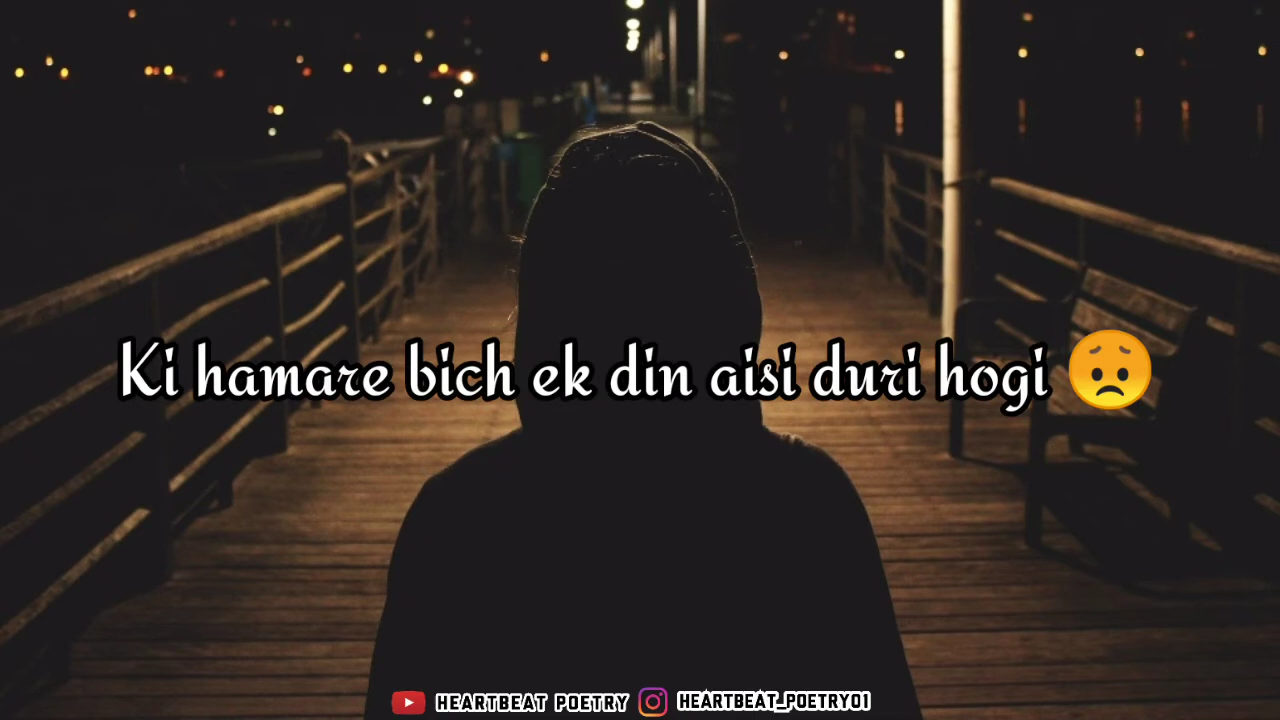 Ki hamare bich ek din aisi duri hogi 😞
HEARTBEAT POETRY HEARTBEAT_POETRY01